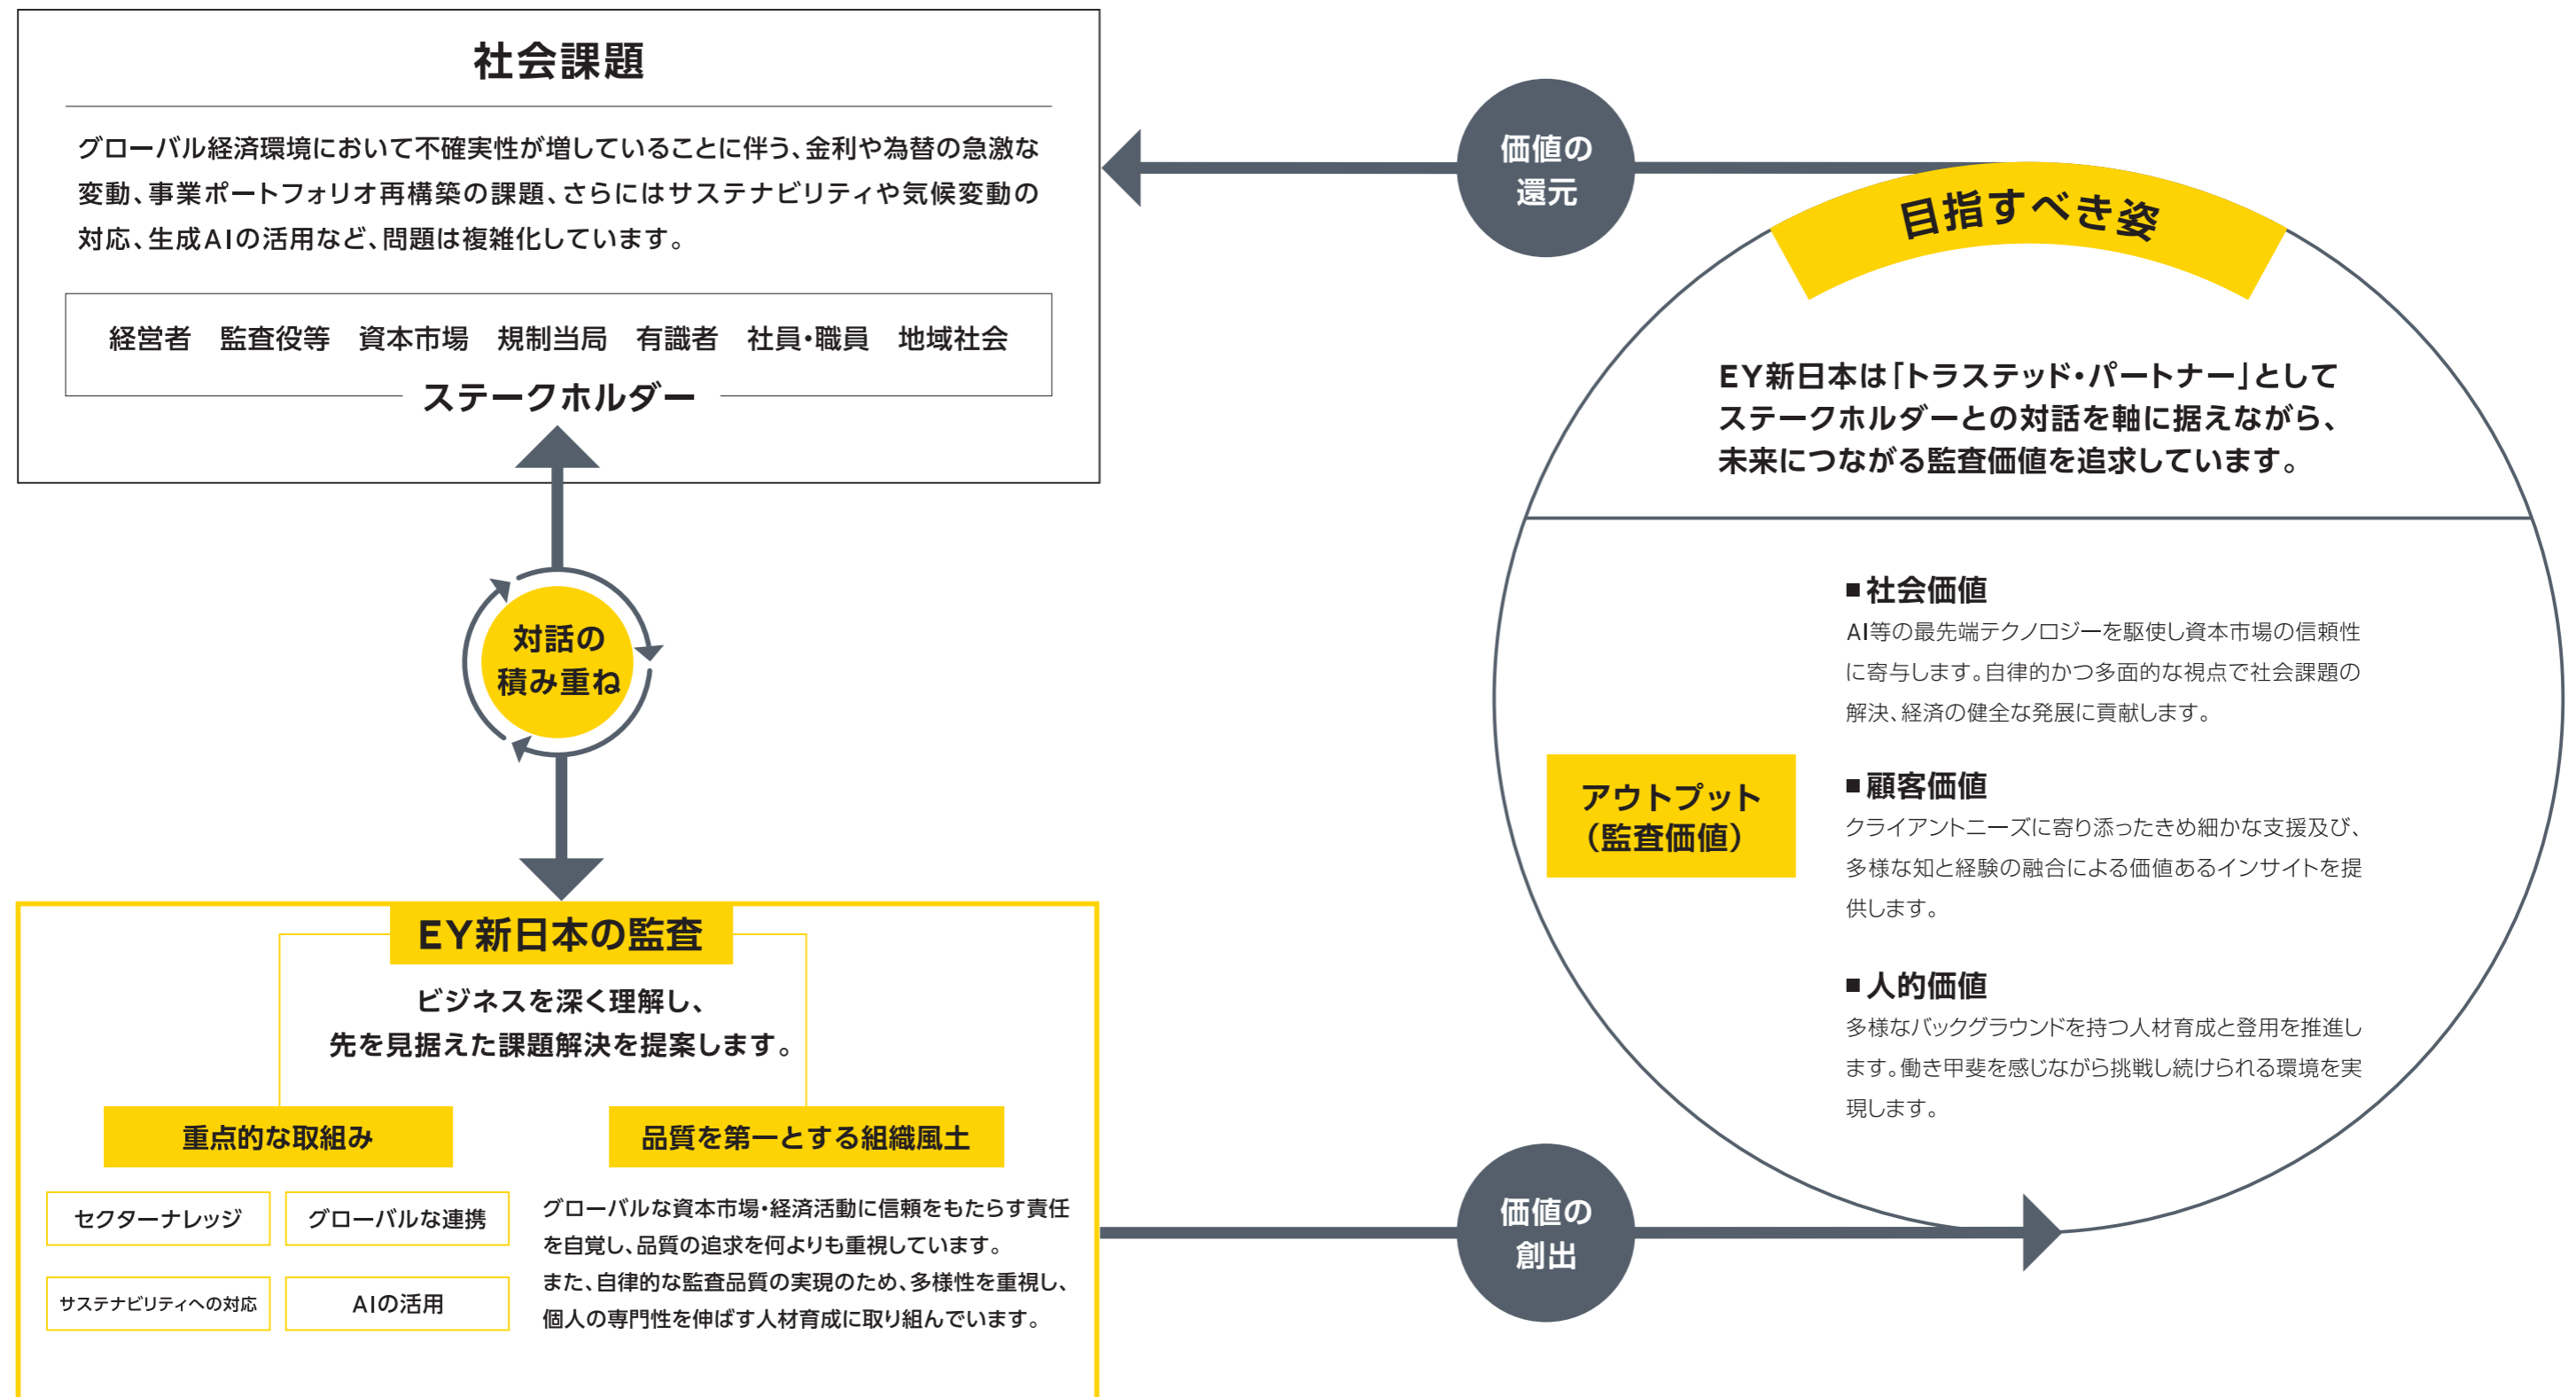 社会課題
グローバル経済環境において不確実性が増していることに伴う、金利や為替の急激な
変動、事業ポートフォリオ再構築の課題、さらにはサステナビリティや気候変動の
対応、生成AIの活用など、問題は複雑化しています。
経営者　監査役等　資本市場　規制当局　有識者　社員・職員　地域社会
ステークホルダー
対話の
積み重ね
EY新日本の監査
ビジネスを深く理解し、
先を見据えた課題解決を提案します。
重点的な取組み
セクターナレッジ
グローバルな連携
サステナビリティへの対応
AIの活用
品質を第一とする組織風土
グローバルな資本市場・経済活動に信頼をもたらす責任
を自覚し、品質の追求を何よりも重視しています。
また、自律的な監査品質の実現のため、多様性を重視し、
個人の専門性を伸ばす人材育成に取り組んでいます。
価値の
創出
価値の
還元
目指すべき姿
EY新日本は「トラステッド・パートナー」として
ステークホルダーとの対話を軸に据えながら、
未来につながる監査価値を追求しています。
アウトプット
（監査価値）
■社会価値
AI等の最先端テクノロジーを駆使し資本市場の信頼性
に寄与します。自律的かつ多面的な視点で社会課題の
解決、経済の健全な発展に貢献します。
■顧客価値
クライアントニーズに寄り添ったきめ細かな支援及び、
多様な知と経験の融合による価値あるインサイトを提
供します。
■人的価値
多様なバックグラウンドを持つ人材育成と登用を推進し
ます。働き甲斐を感じながら挑戦し続けられる環境を実
現します。